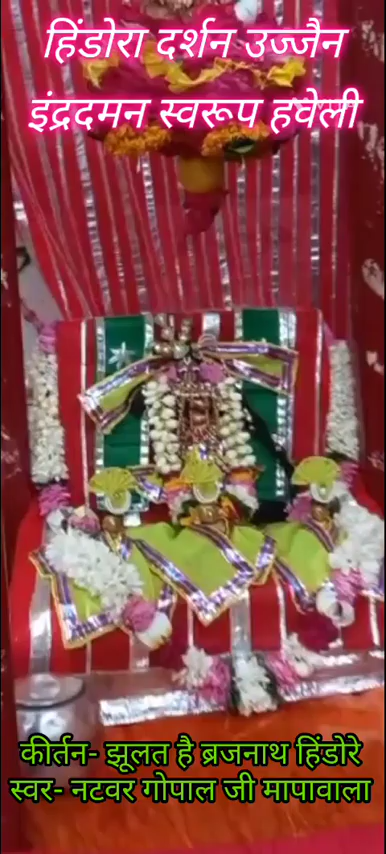 हिंडोरा दर्शन उज्जैन
इंद्रदमन स्वरूप हवेली
कीर्तन- झूलत है ब्रजनाथ हिंडोरे
स्वर- नटवर गोपाल जी मापावाला